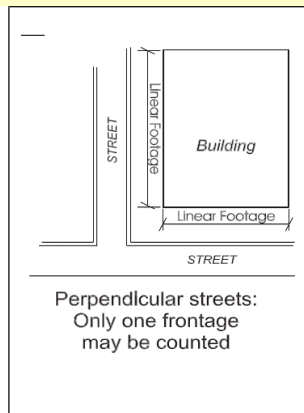 STREET
Linear Footage
Building
Linear Footage
STREET
Perpendicular streets:
Only one frontage
may be counted